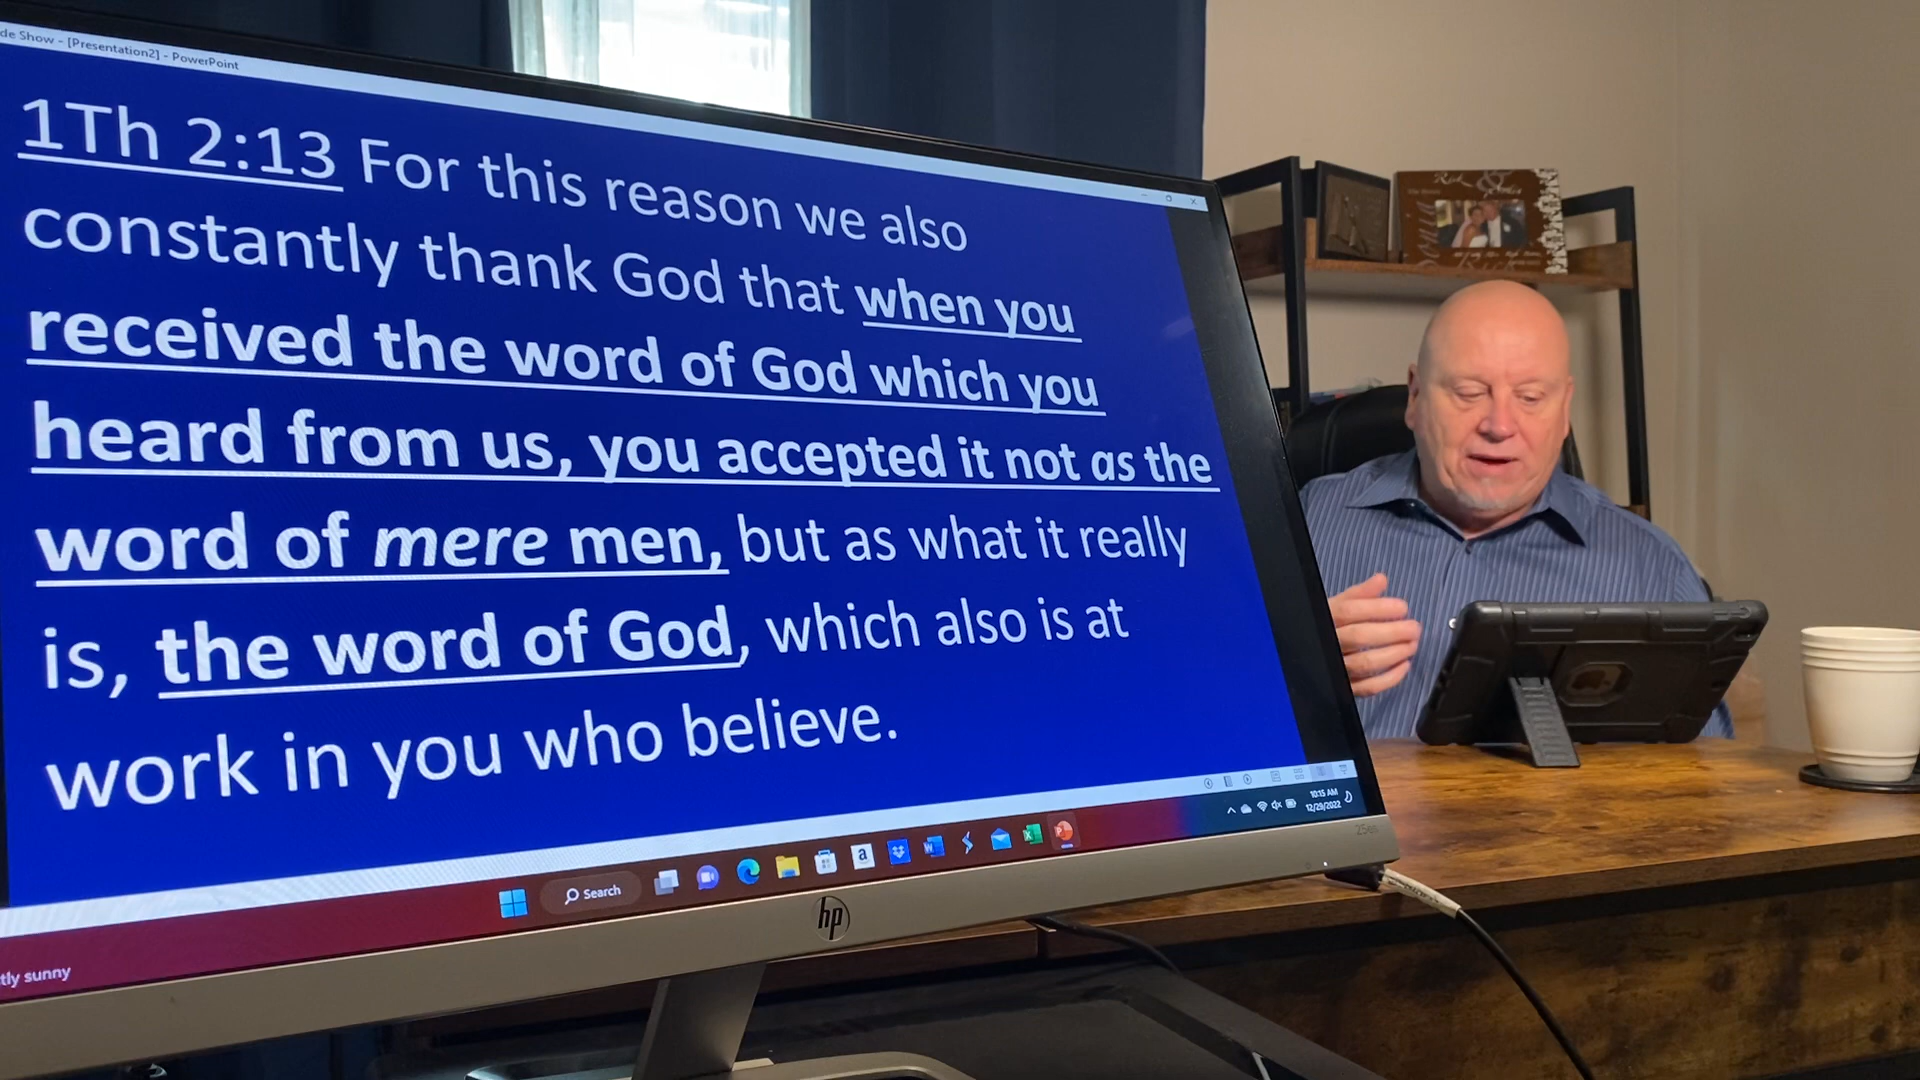 de Show - [Presentation2] - PowerPoint
1Th 2:13 For this reason we also
constantly thank God that when you
received the word of God which you
heard from us, you accepted it not as the
word of mere men, but as what it really
is, the word of God, which also is at
work in you who believe.
10:15 AM
12/29/2022
Search
a
tly sunny
hp
Rick &